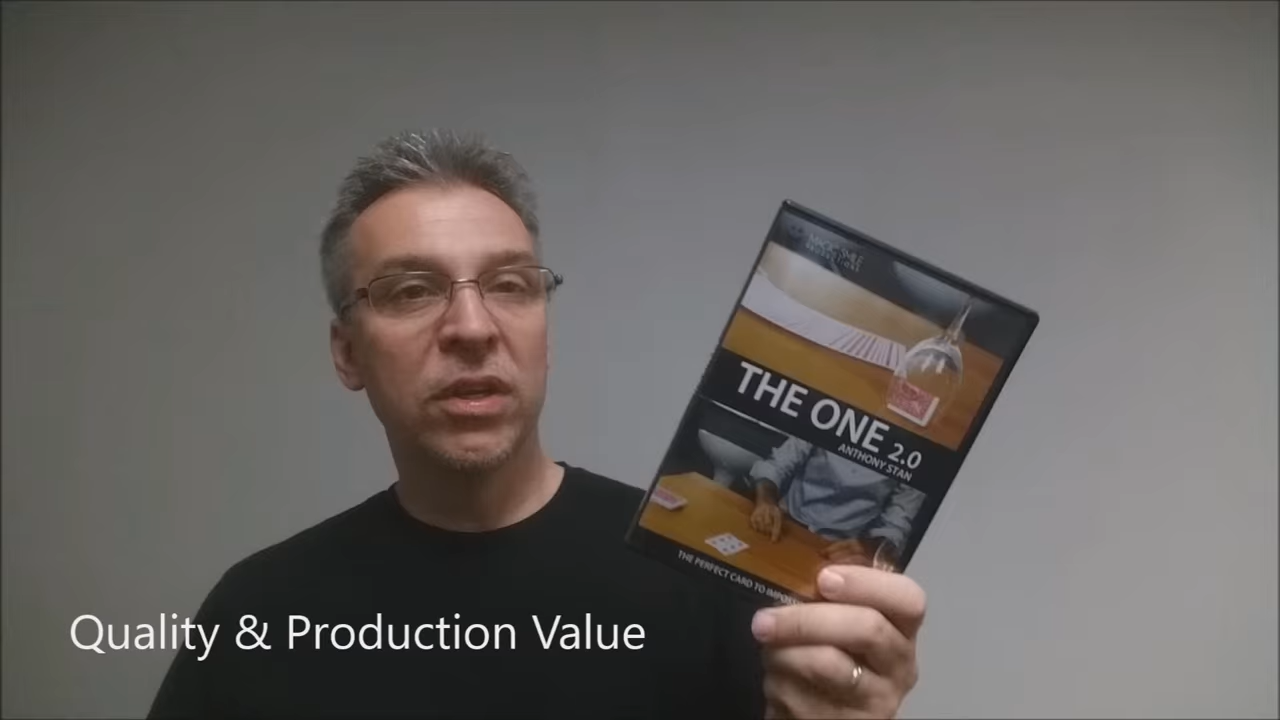 THE ONE 2.0
ANTHONY STAN
THE PERFECT CARD TO
Quality & Production Value